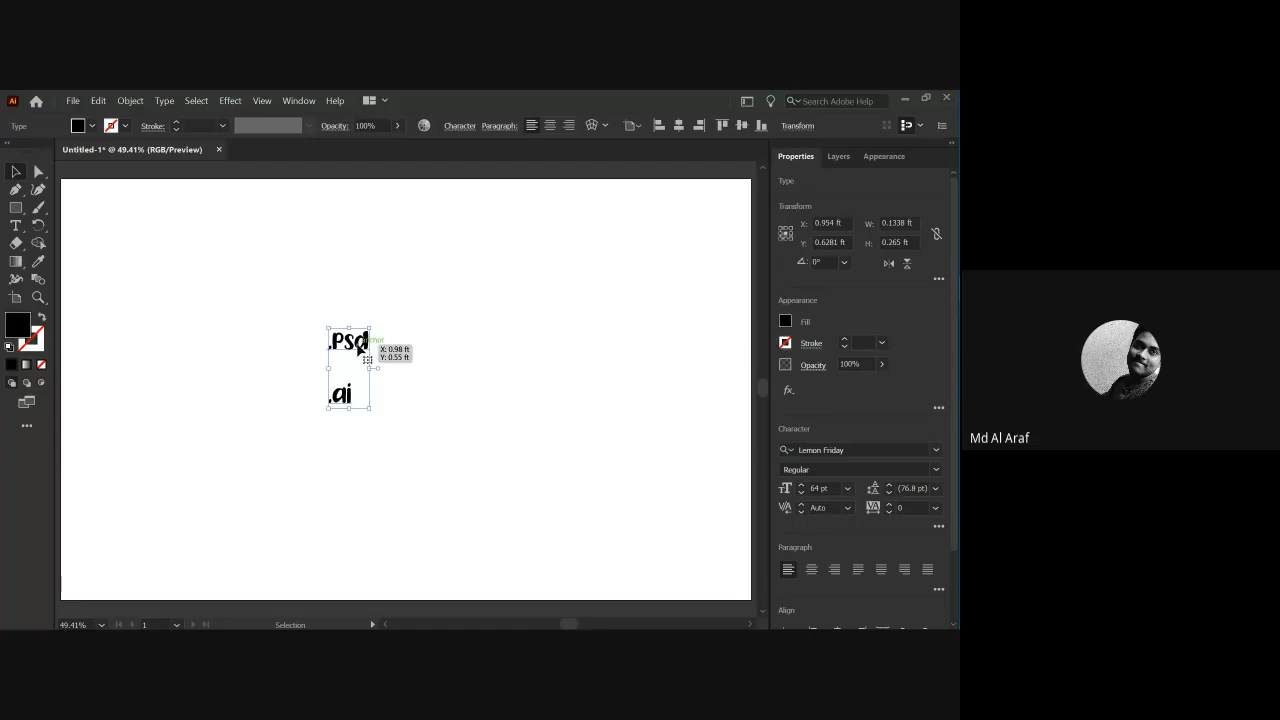 Ai File Edit Object Type Select Effect View Window Help Search Adobe Help
Type Stroke: Opacity: 100% Character Paragraph: Transform
Untitled-1* @ 49.41% (RGB/Preview) ×
Properties Layers Appearance
Type
Transform
X: 0.954 ft W: 0.1338 ft
Y: 0.6281 ft H: 0.265 ft
0°
Appearance
Fill
Stroke
Opacity 100%
fx.
Character
Lemon Friday
Regular
64 pt (76.8 pt)
Auto 0
Paragraph
Align
.Psd
X: 0.98 ft
Y: 0.55 ft
.ai
49.41% 1 Selection
Md Al Araf